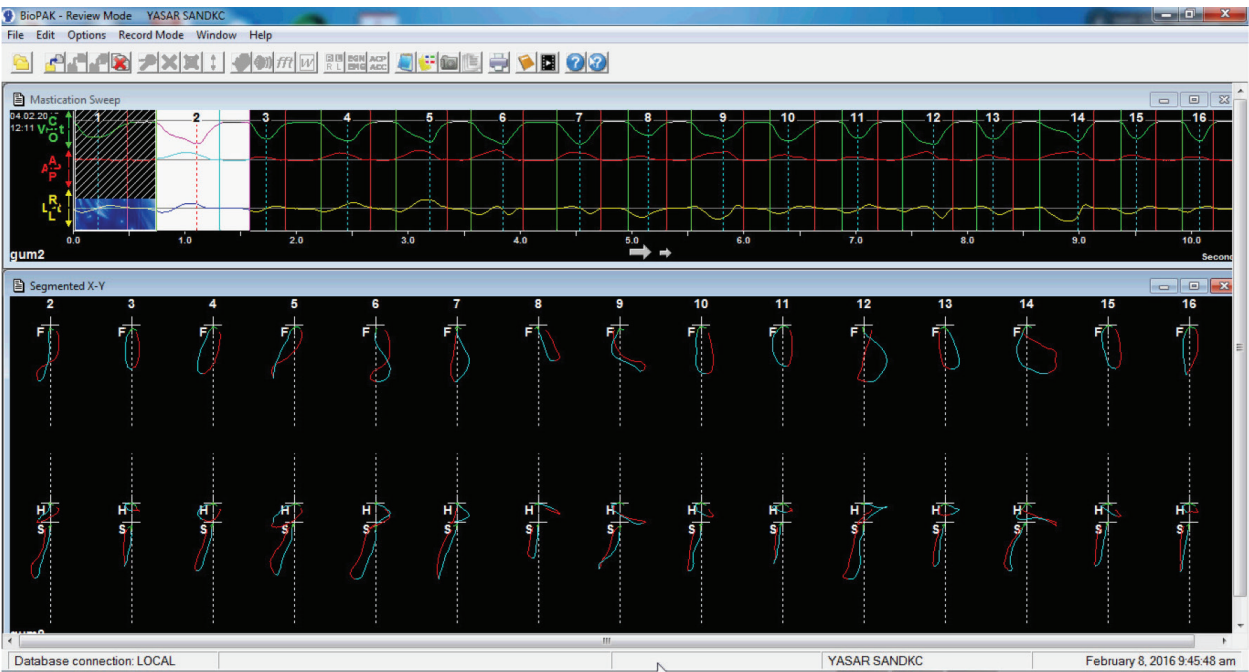 BioPAK - Review Mode YASAR SANDKC
File Edit Options Record Mode Window Help
fft W
Mastication Sweep
04.02.20
12:11
1 2 3 4 5 6 7 8 9 10 11 12 13 14 15 16
0.0 1.0 2.0 3.0 4.0 5.0 6.0 7.0 8.0 9.0 10.0
gum2
Second
Segmented X-Y
2 3 4 5 6 7 8 9 10 11 12 13 14 15 16
F F F F F F F F F F F F F F F
H H H H H H H H H H H H H H H
S S S S S S S S S S S S S S S
Database connection: LOCAL
YASAR SANDKC
February 8, 2016 9:45:48 am